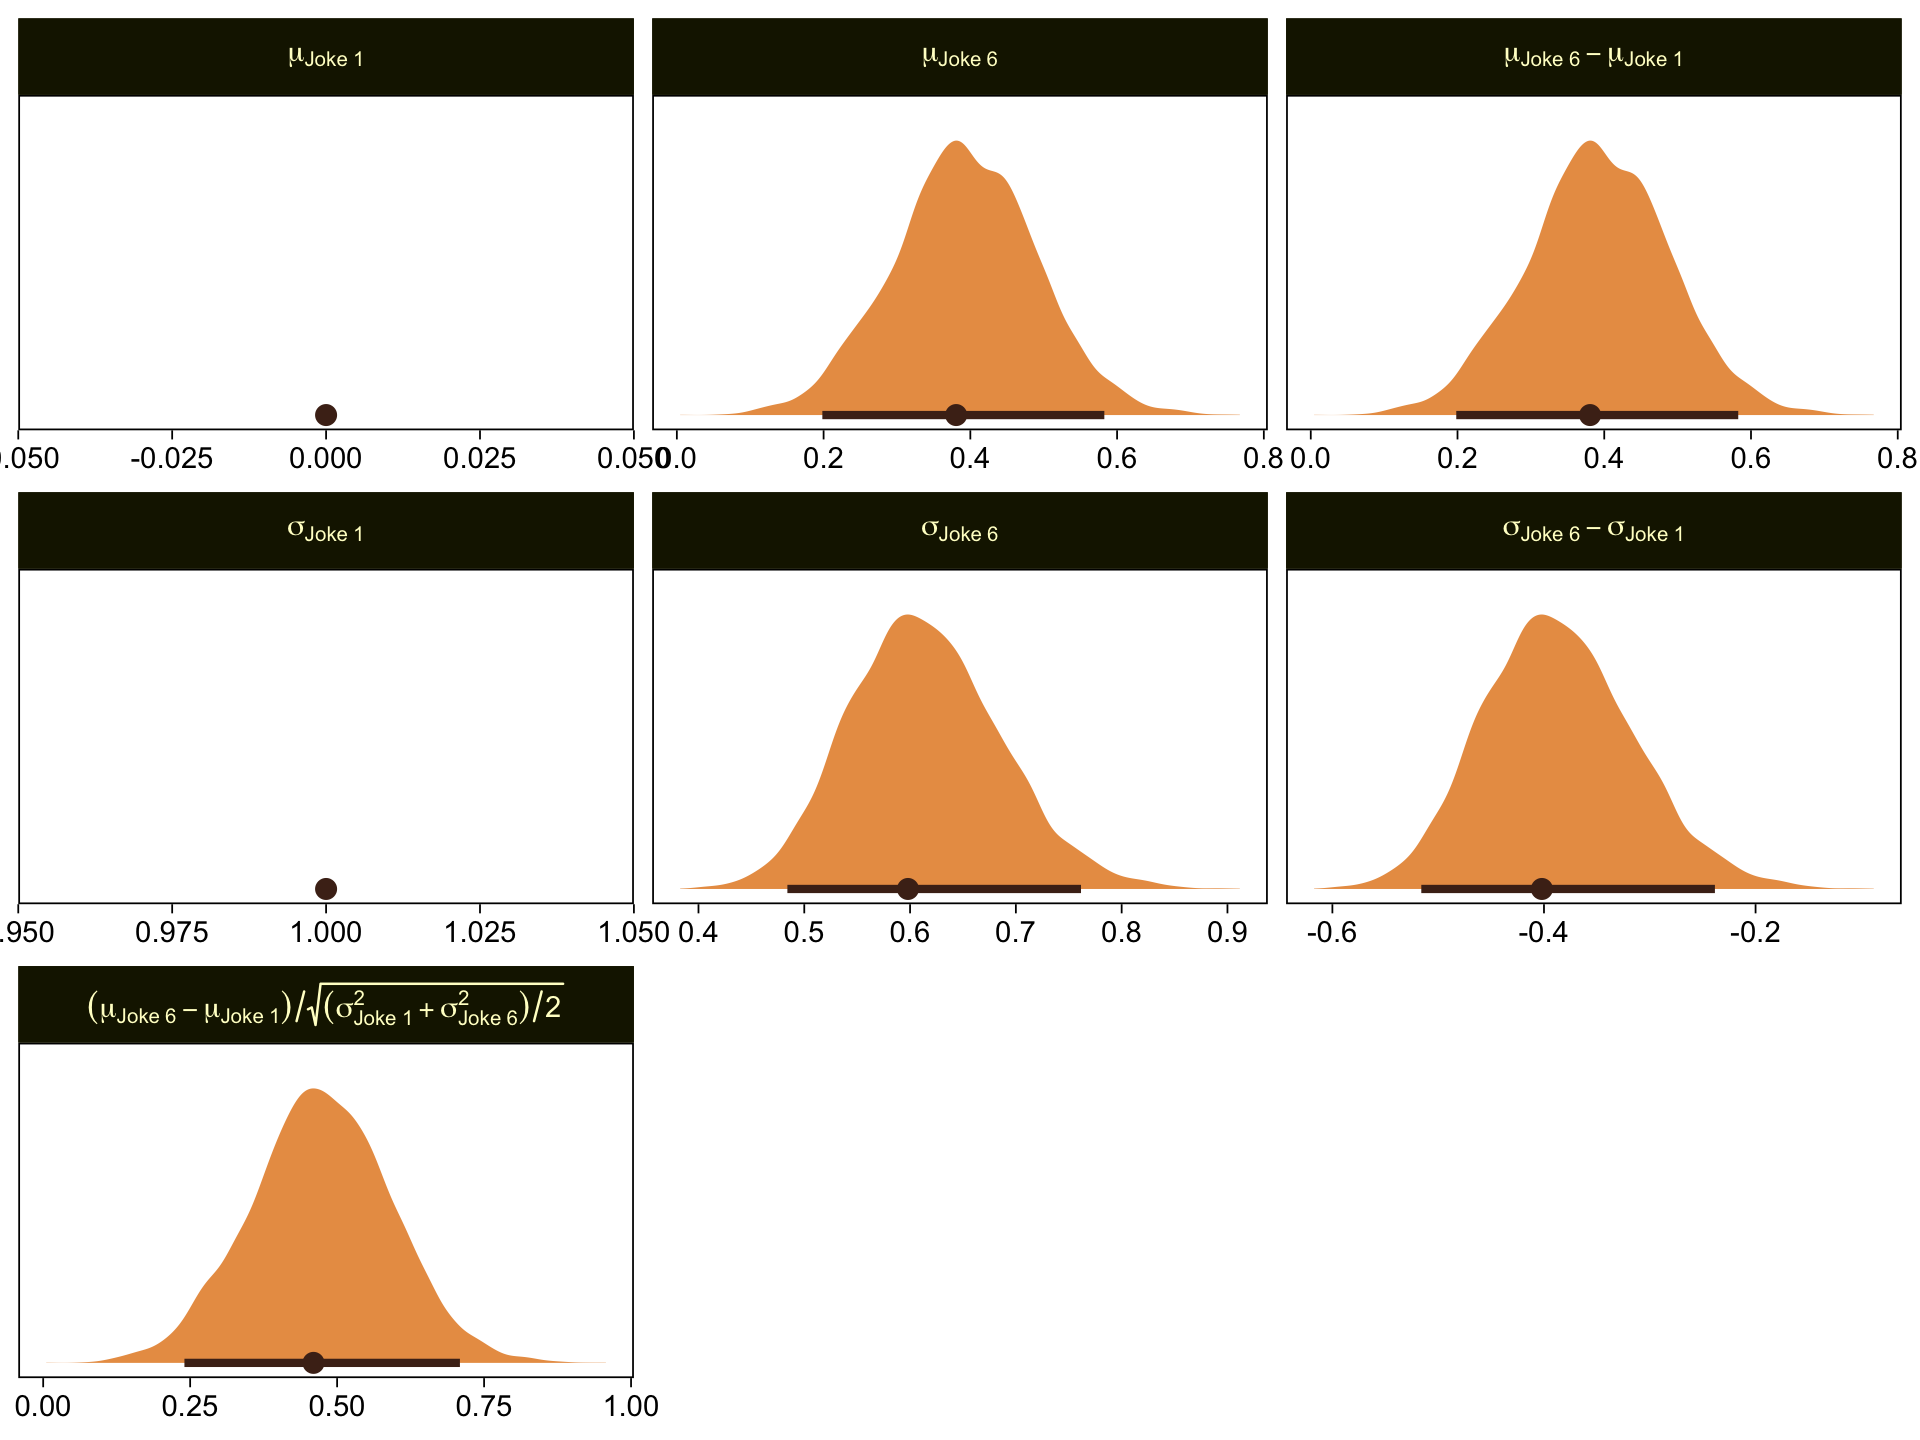 μJoke 1 μJoke 6 μJoke 6 − μJoke 1
.050 -0.025 0.000 0.025 0.050 0.0 0.2 0.4 0.6 0.8 0.0 0.2 0.4 0.6 0.8
σJoke 1 σJoke 6 σJoke 6 − σJoke 1
.950 0.975 1.000 1.025 1.050 0.4 0.5 0.6 0.7 0.8 0.9 -0.6 -0.4 -0.2
(μJoke 6 − μJoke 1)/√(σ²Joke 1 + σ²Joke 6)/2
0.00 0.25 0.50 0.75 1.00